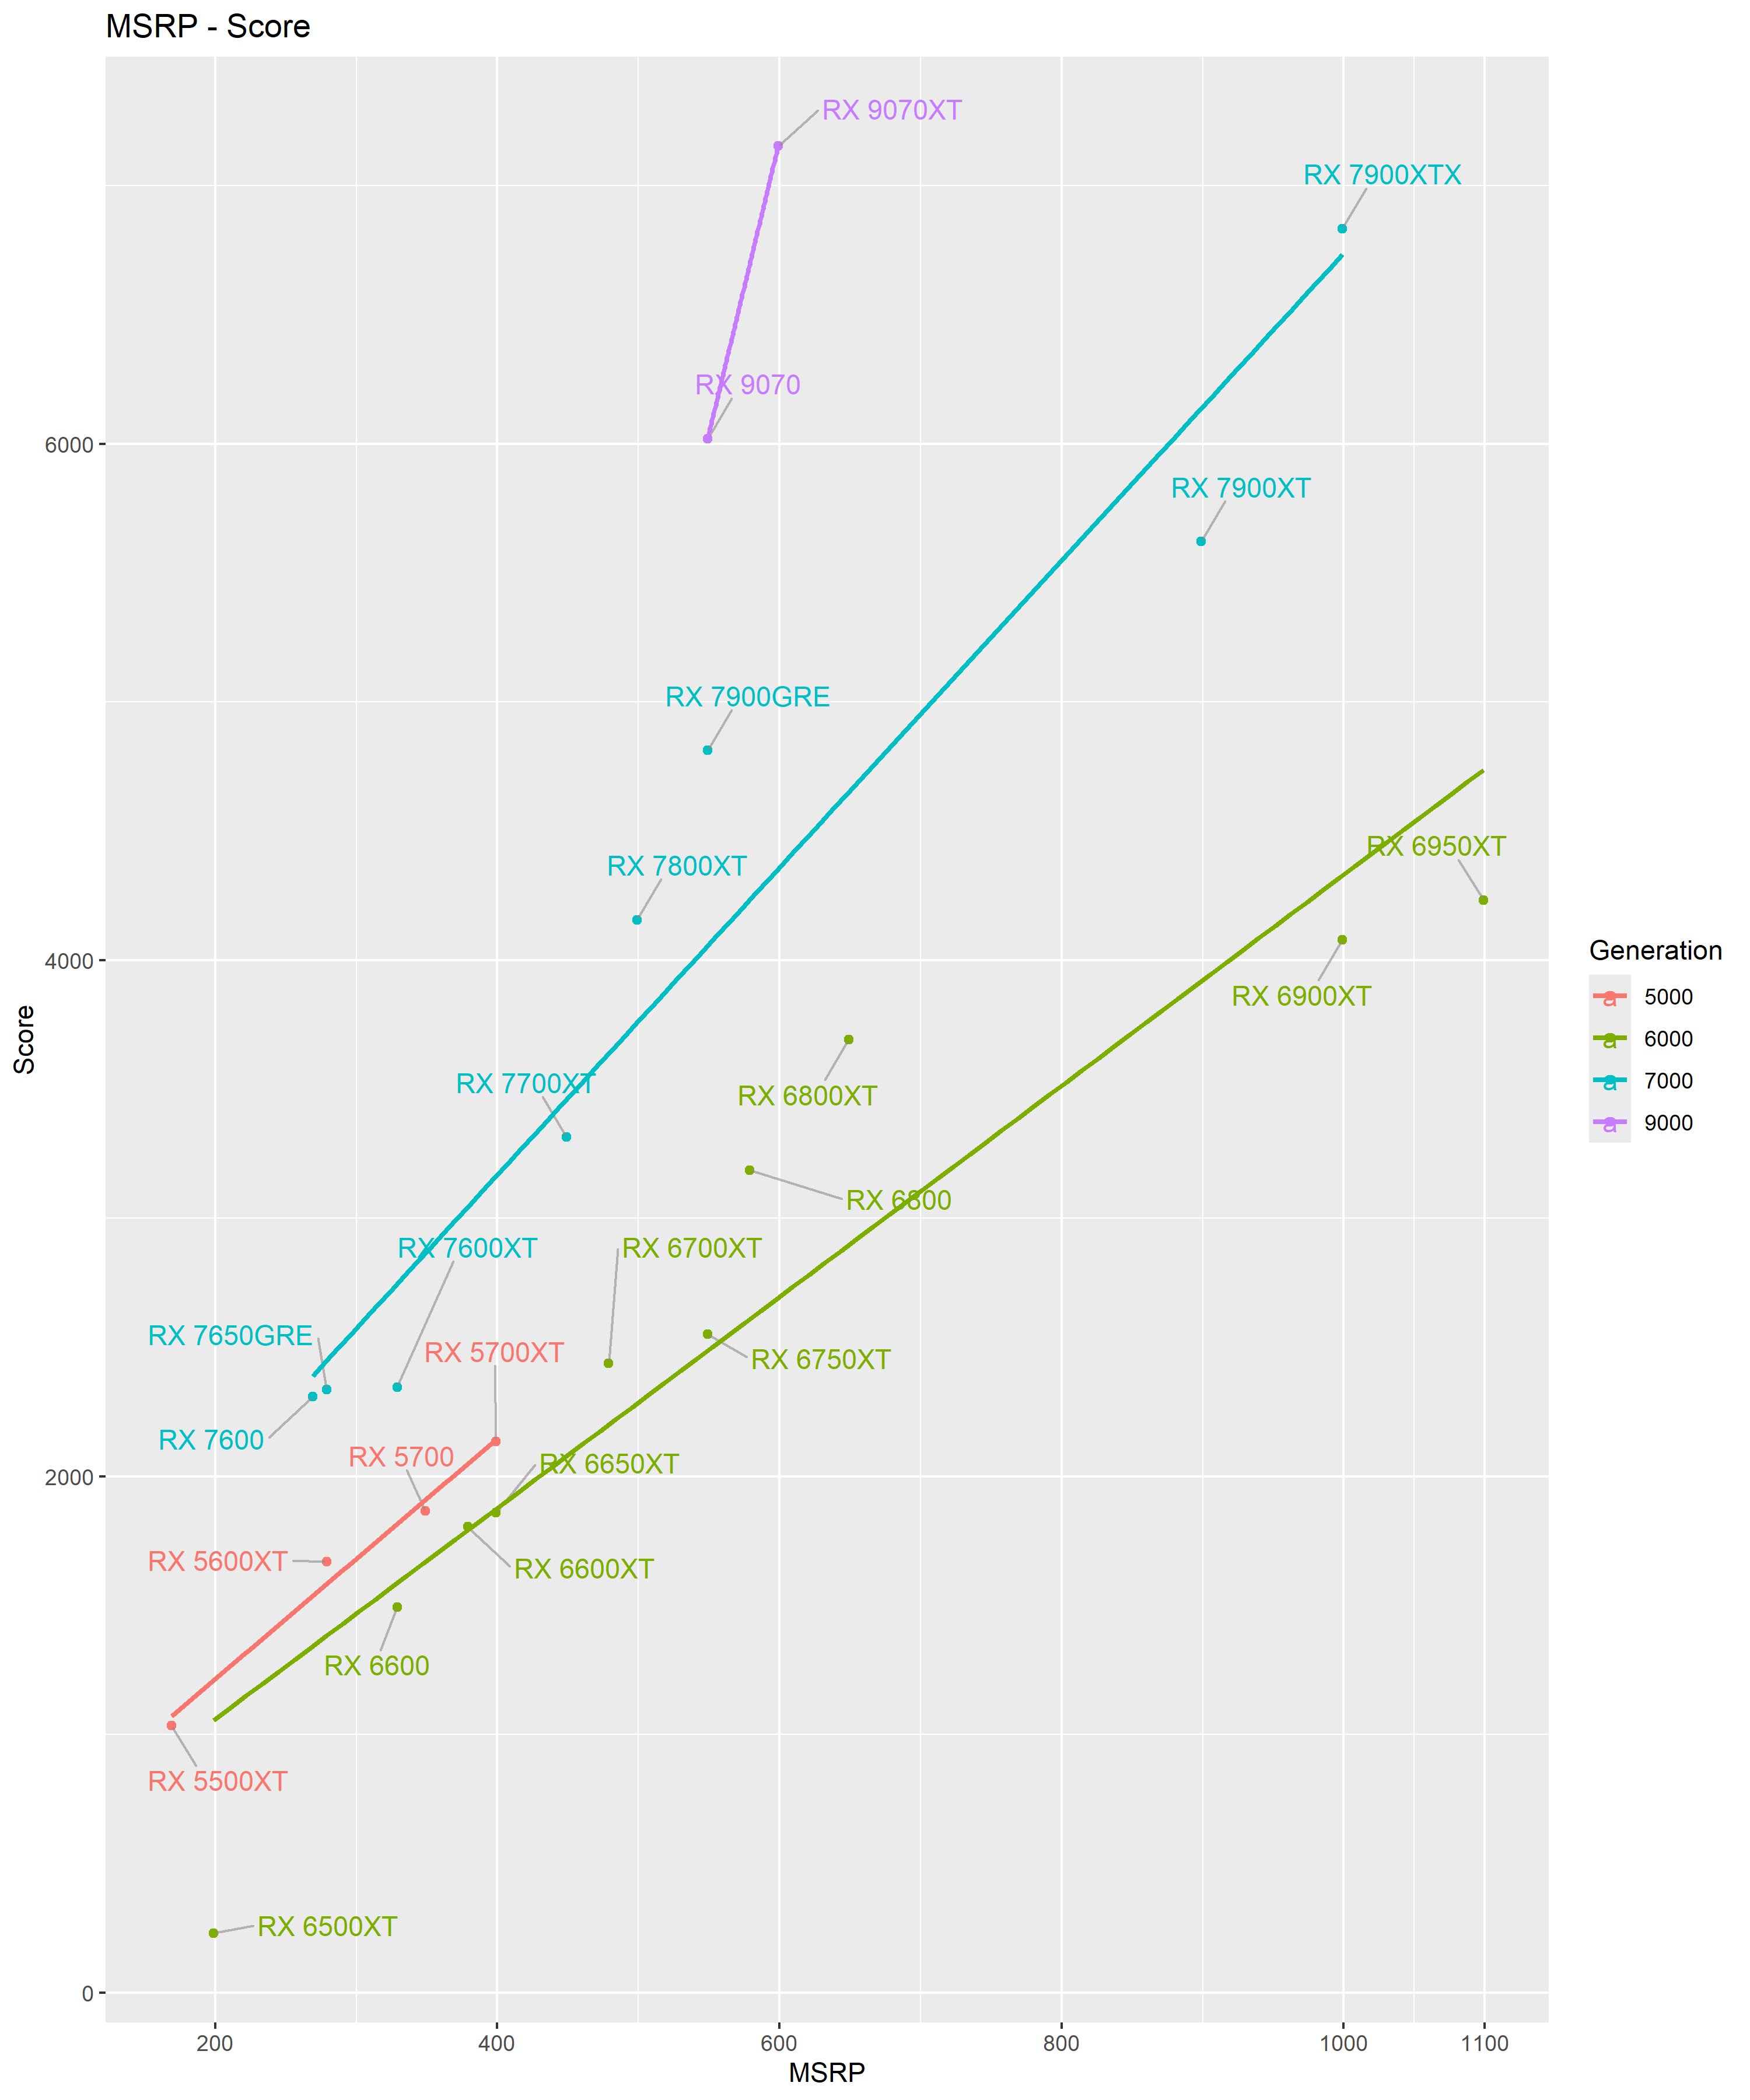 MSRP - Score
RX 9070XT
RX 7900XTX
RX 9070
6000
RX 7900XT
RX 7900GRE
RX 6950XT
RX 7800XT
4000
RX 6900XT
Score
RX 7700XT
RX 6800XT
RX 6800
RX 7600XT
RX 6700XT
RX 7650GRE
RX 5700XT
RX 6750XT
RX 7600
RX 5700
RX 6650XT
2000
RX 5600XT
RX 6600XT
RX 6600
RX 5500XT
RX 6500XT
0
200 400 600 800 1000 1100
MSRP
Generation
a 5000
a 6000
a 7000
a 9000